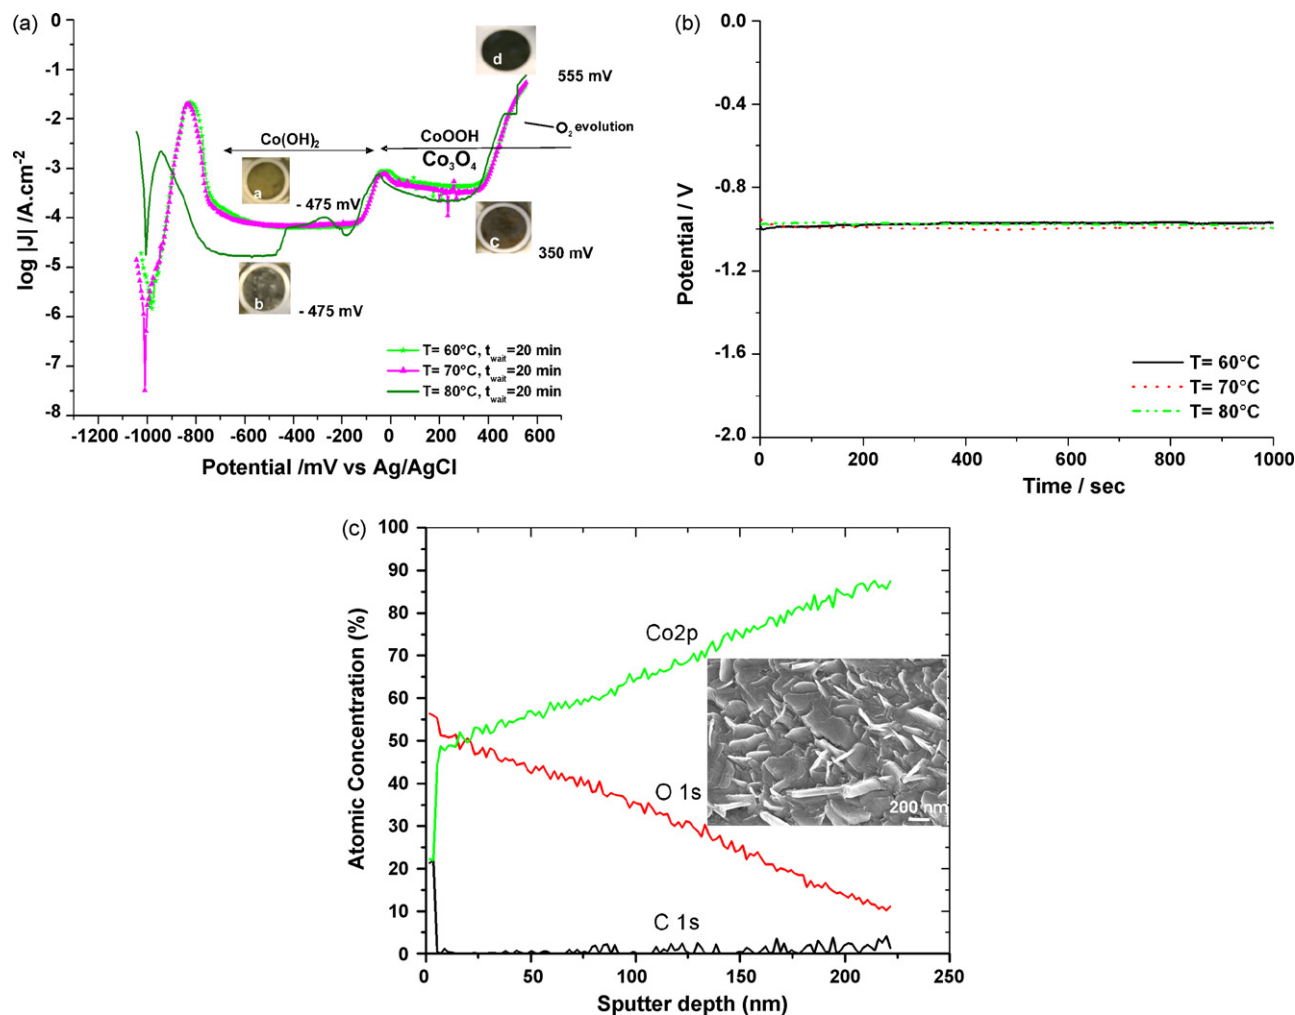 (a)
0
-1
-2
-3
-4
-5
-6
-7
-8
log |J| /A.cm-2
-1200 -1000 -800 -600 -400 -200 0 200 400 600
Potential /mV vs Ag/AgCl
d
555 mV
O2 evolution
Co(OH)2
CoOOH
Co3O4
a
- 475 mV
c
350 mV
b
- 475 mV
T= 60°C, twait=20 min
T= 70°C, twait=20 min
T= 80°C, twait=20 min
(b)
0.0
-0.4
-0.8
-1.2
-1.6
-2.0
Potential / V
T= 60°C
T= 70°C
T= 80°C
0 200 400 600 800 1000
Time / sec
(c)
100
90
80
70
60
50
40
30
20
10
0
Atomic Concentration (%)
Co2p
O 1s
200 nm
C 1s
0 50 100 150 200 250
Sputter depth (nm)